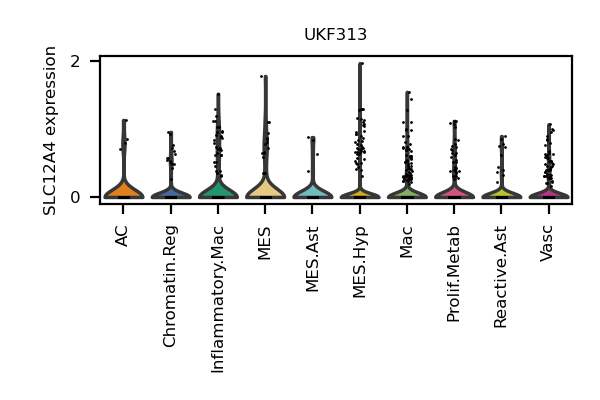 UKF313
SLC12A4 expression
2
0
AC
Chromatin.Reg
Inflammatory.Mac
MES
MES.Ast
MES.Hyp
Mac
Prolif.Metab
Reactive.Ast
Vasc